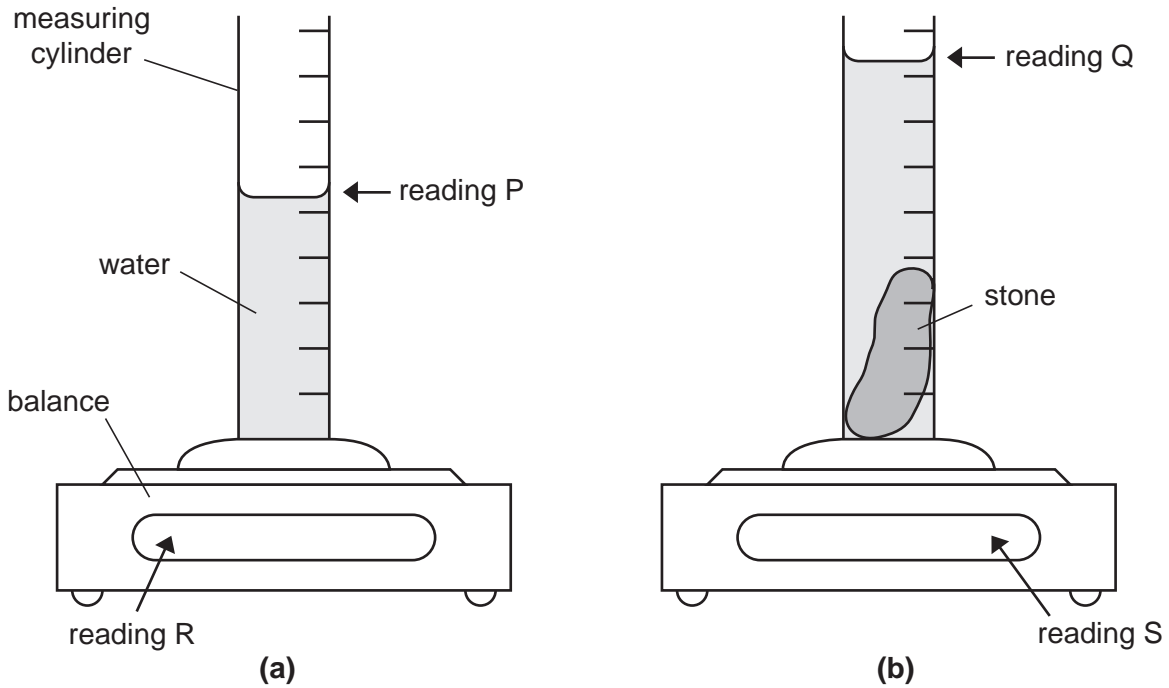 measuring
cylinder
reading P
water
balance
reading R
(a)
reading Q
stone
reading S
(b)